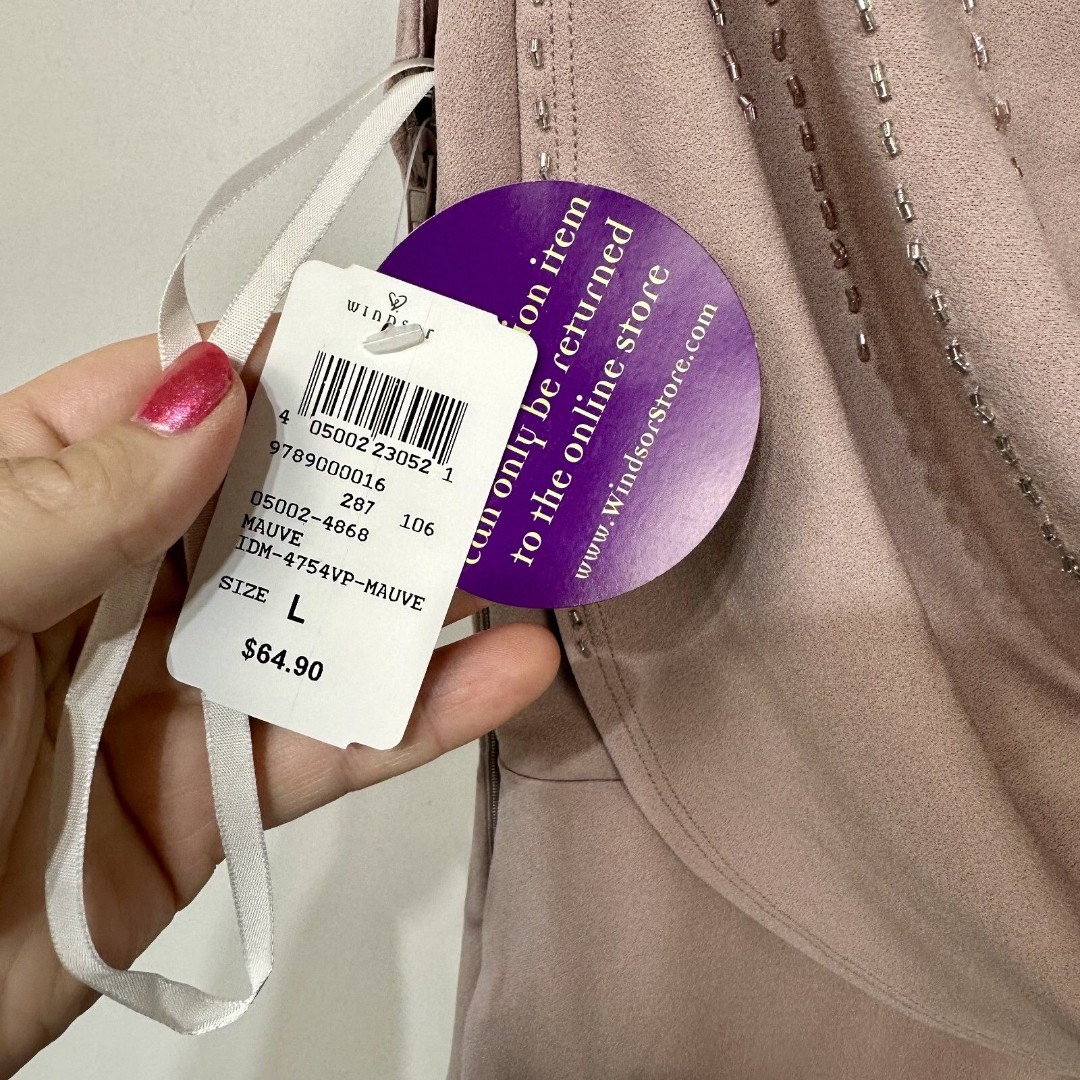 WINDSOR
4 05002 23052 1
9789000016
287 106
05002-4868
MAUVE
IDM-4754VP-MAUVE
SIZE L
$64.90
item
can only be returned
to the online store
www.WindsorStore.com